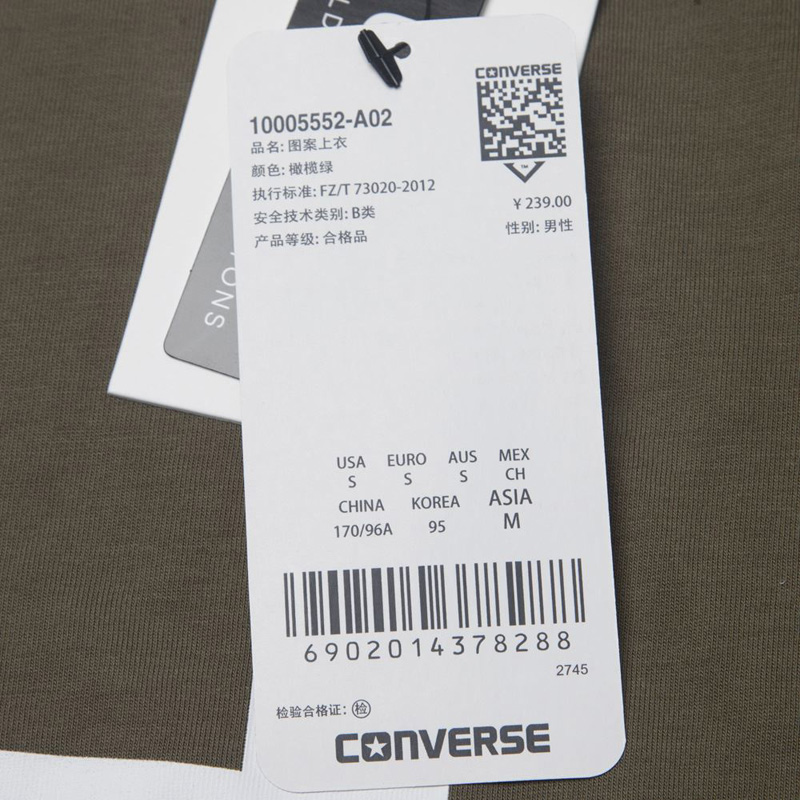 CONVERSE
10005552-A02
品名: 图案上衣
颜色: 橄榄绿
执行标准: FZ/T 73020-2012
安全技术类别: B类
产品等级: 合格品
TM
¥ 239.00
性别: 男性
ONS
USA EURO AUS MEX
S S S CH
CHINA KOREA ASIA
170/96A 95 M
6902014378288
2745
检验合格证: 检
CONVERSE